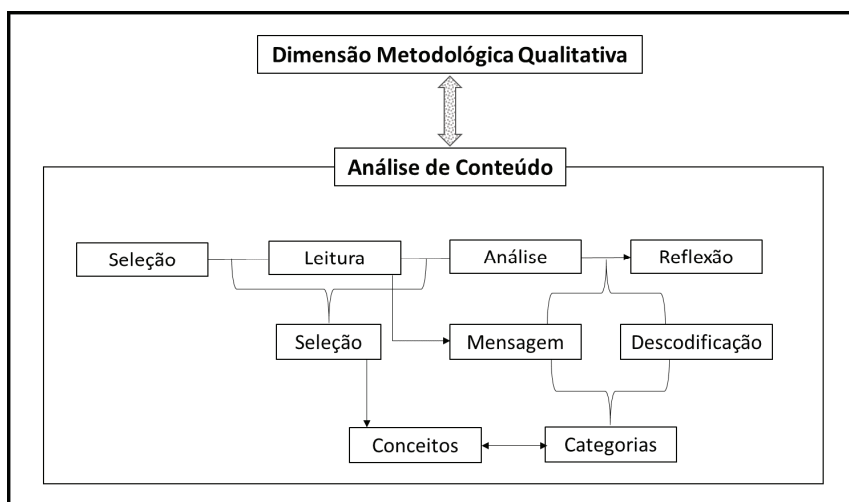 Dimensão Metodológica Qualitativa
Análise de Conteúdo
Seleção
Leitura
Análise
Reflexão
Seleção
Mensagem
Descodificação
Conceitos
Categorias